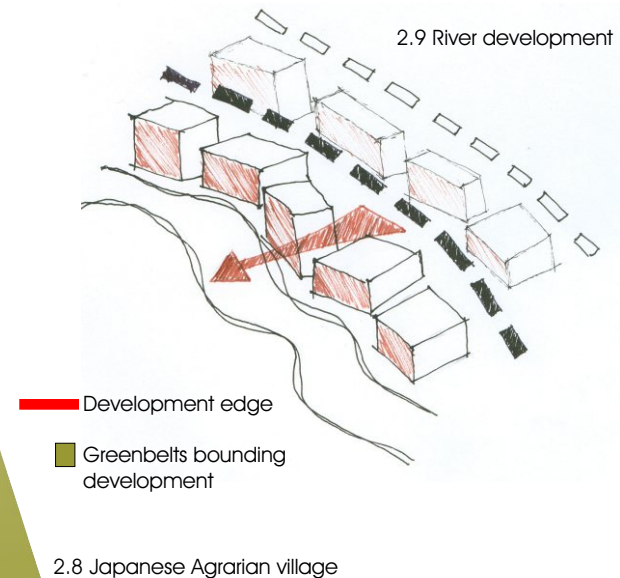 2.9 River development
Development edge
Greenbelts bounding
development
2.8 Japanese Agrarian village